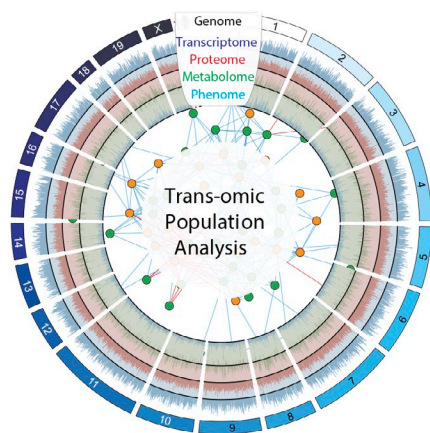 Genome
Transcriptome
Proteome
Metabolome
Phenome
Trans-omic
Population
Analysis
1
2
3
4
5
6
7
8
9
10
11
12
13
14
15
16
17
18
19
X